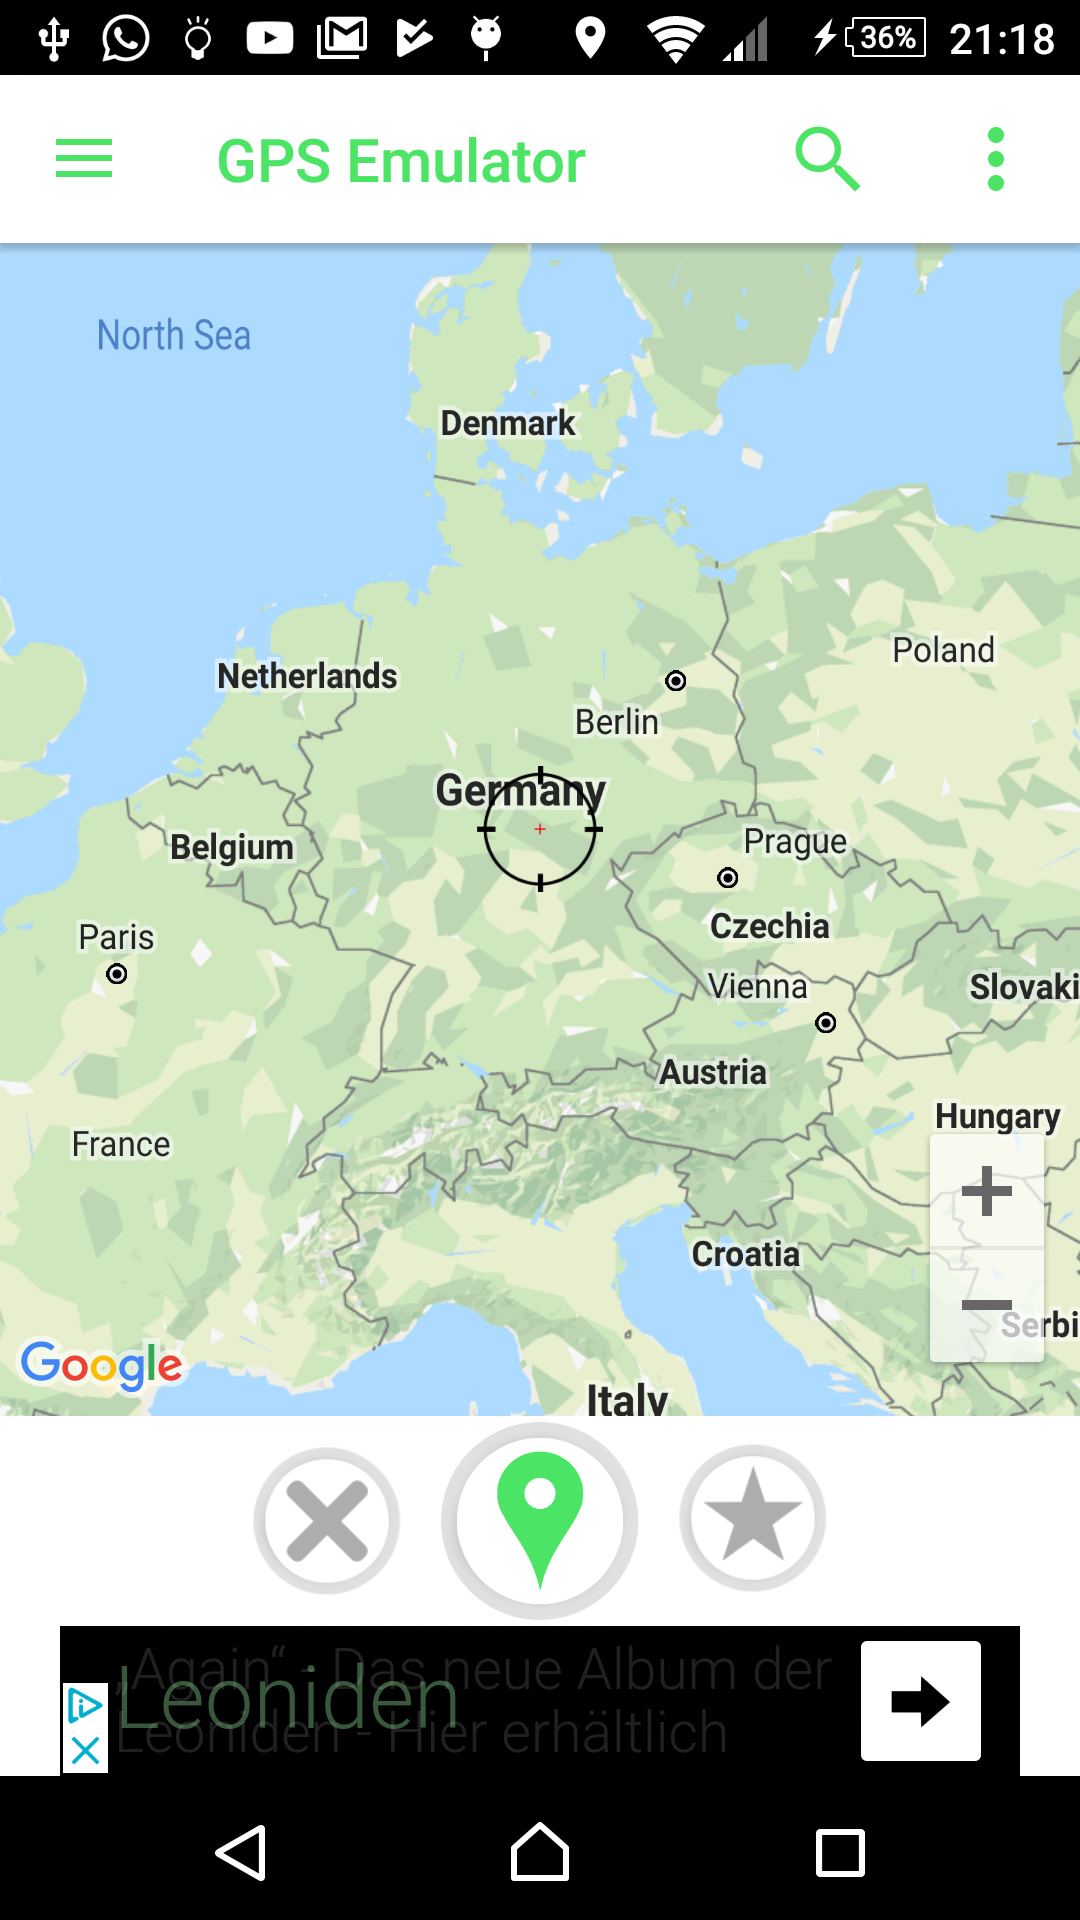 36% 21:18
GPS Emulator
North Sea
Denmark
Poland
Netherlands
Berlin
Germany
Prague
Belgium
Czechia
Paris
Vienna
Slovaki
Austria
Hungary
France
Croatia
Serbi
Google
Italy
„Again“ - Das neue Album der
Leoniden
Leoniden - Hier erhältlich